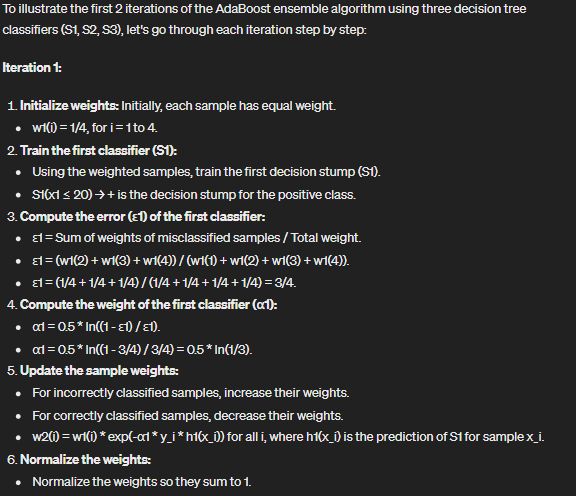 To illustrate the first 2 iterations of the AdaBoost ensemble algorithm using three decision tree
classifiers (S1, S2, S3), let's go through each iteration step by step:
Iteration 1:
1. Initialize weights: Initially, each sample has equal weight.
• w1(i) = 1/4, for i = 1 to 4.
2. Train the first classifier (S1):
• Using the weighted samples, train the first decision stump (S1).
• S1(x1 ≤ 20) → + is the decision stump for the positive class.
3. Compute the error (ε1) of the first classifier:
• ε1 = Sum of weights of misclassified samples / Total weight.
• ε1 = (w1(2) + w1(3) + w1(4)) / (w1(1) + w1(2) + w1(3) + w1(4)).
• ε1 = (1/4 + 1/4 + 1/4) / (1/4 + 1/4 + 1/4 + 1/4) = 3/4.
4. Compute the weight of the first classifier (α1):
• α1 = 0.5 * ln((1 - ε1) / ε1).
• α1 = 0.5 * ln((1 - 3/4) / 3/4) = 0.5 * ln(1/3).
5. Update the sample weights:
• For incorrectly classified samples, increase their weights.
• For correctly classified samples, decrease their weights.
• w2(i) = w1(i) * exp(-α1 * y_i * h1(x_i)) for all i, where h1(x_i) is the prediction of S1 for sample x_i.
6. Normalize the weights:
• Normalize the weights so they sum to 1.